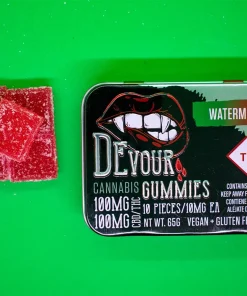 WATERM
DEVOUR
CANNABIS GUMMIES
100MG CBD/THC 10 PIECES/10MG EA
100MG NT WT. 65G VEGAN + GLUTEN F
T
CONTAINS
KEEP AWAY F
CONTIENE
ALEJATE